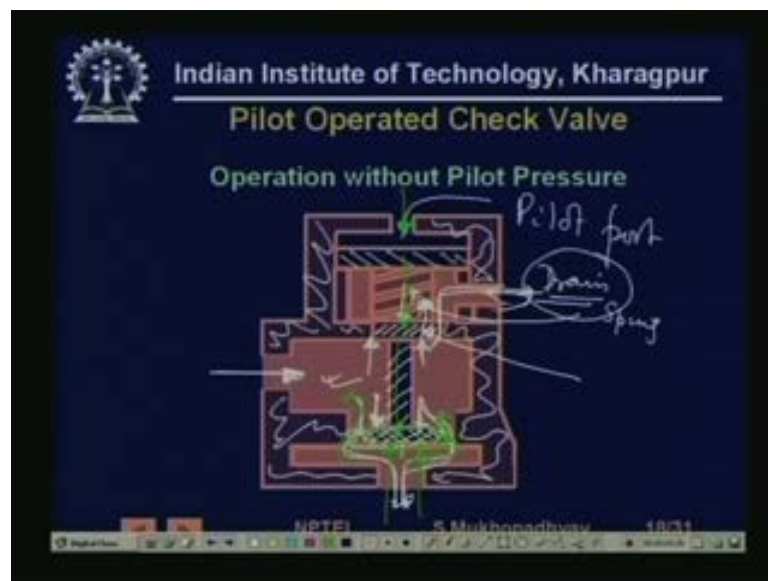 Indian Institute of Technology, Kharagpur
Pilot Operated Check Valve
Operation without Pilot Pressure
Pilot port
Drain
Spring
NPTEL S.Mukhopadhyay 18/31